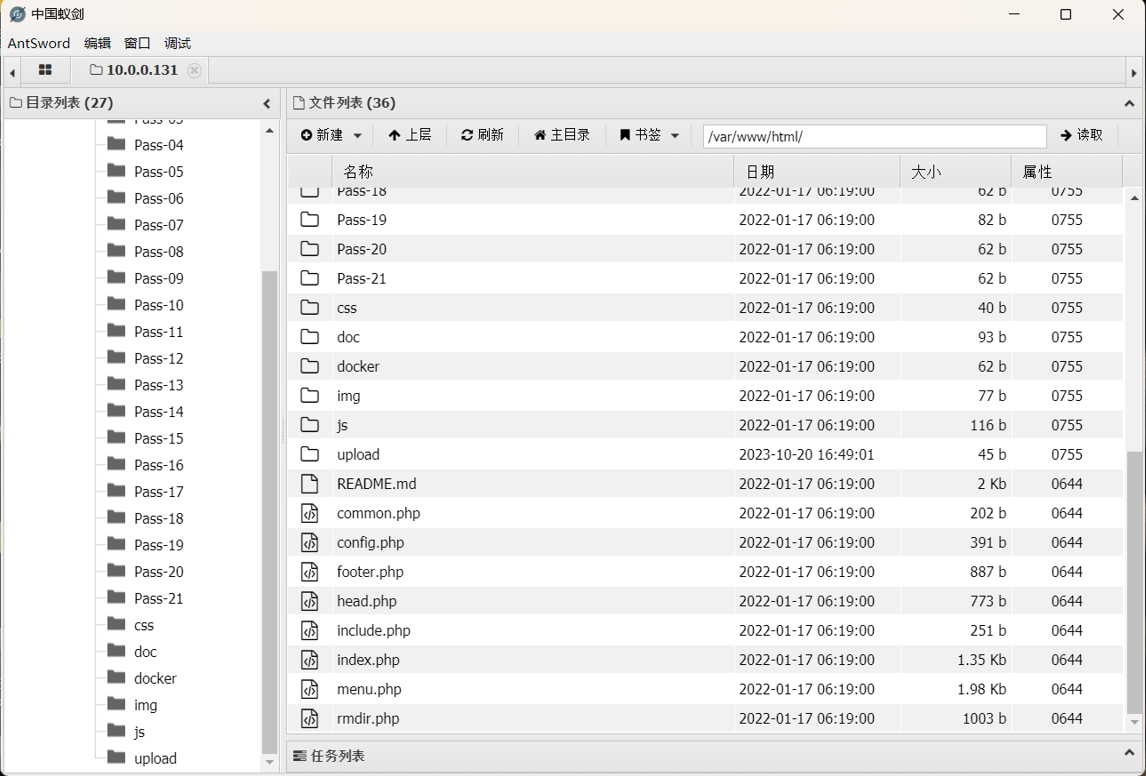 中国蚁剑
AntSword 编辑 窗口 调试
10.0.0.131
目录列表 (27)
Pass-03
Pass-04
Pass-05
Pass-06
Pass-07
Pass-08
Pass-09
Pass-10
Pass-11
Pass-12
Pass-13
Pass-14
Pass-15
Pass-16
Pass-17
Pass-18
Pass-19
Pass-20
Pass-21
css
doc
docker
img
js
upload
文件列表 (36)
新建 上层 刷新 主目录 书签 /var/www/html/ 读取
名称 日期 大小 属性
Pass-18 2022-01-17 06:19:00 62 b 0755
Pass-19 2022-01-17 06:19:00 82 b 0755
Pass-20 2022-01-17 06:19:00 62 b 0755
Pass-21 2022-01-17 06:19:00 62 b 0755
css 2022-01-17 06:19:00 40 b 0755
doc 2022-01-17 06:19:00 93 b 0755
docker 2022-01-17 06:19:00 62 b 0755
img 2022-01-17 06:19:00 77 b 0755
js 2022-01-17 06:19:00 116 b 0755
upload 2023-10-20 16:49:01 45 b 0755
README.md 2022-01-17 06:19:00 2 Kb 0644
common.php 2022-01-17 06:19:00 202 b 0644
config.php 2022-01-17 06:19:00 391 b 0644
footer.php 2022-01-17 06:19:00 887 b 0644
head.php 2022-01-17 06:19:00 773 b 0644
include.php 2022-01-17 06:19:00 251 b 0644
index.php 2022-01-17 06:19:00 1.35 Kb 0644
menu.php 2022-01-17 06:19:00 1.98 Kb 0644
rmdir.php 2022-01-17 06:19:00 1003 b 0644
任务列表